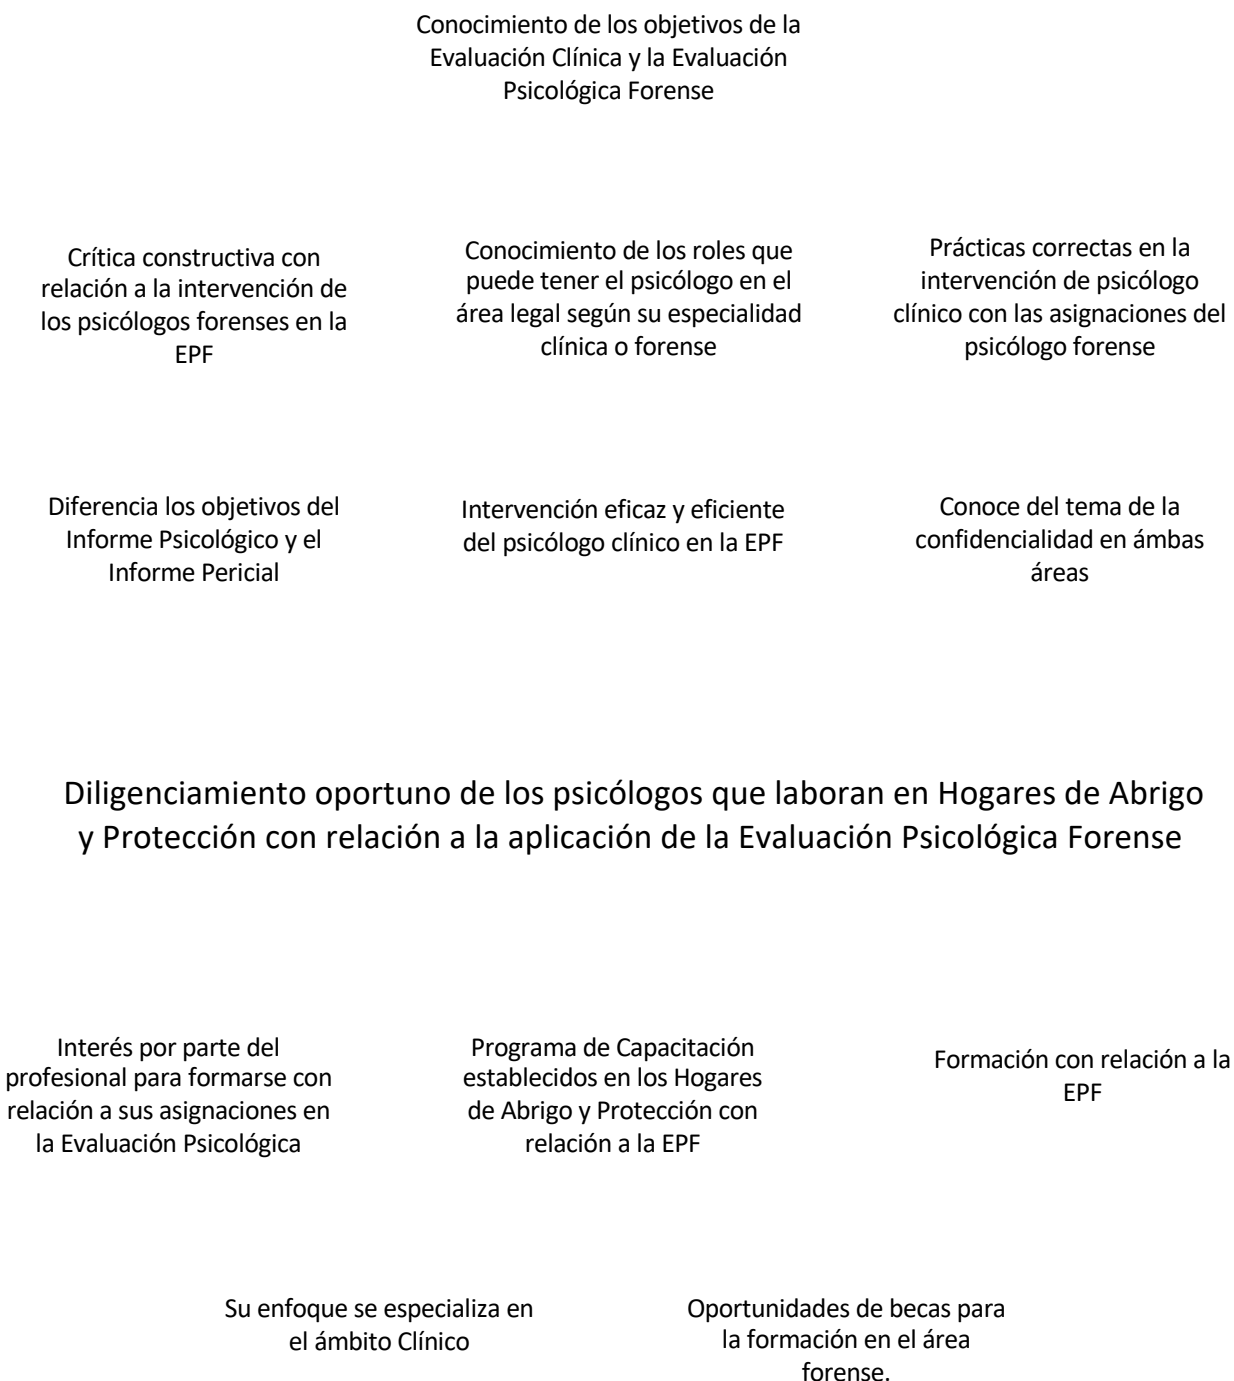 Conocimiento de los objetivos de la
Evaluación Clínica y la Evaluación
Psicológica Forense
Crítica constructiva con
relación a la intervención de
los psicólogos forenses en la
EPF
Conocimiento de los roles que
puede tener el psicólogo en el
área legal según su especialidad
clínica o forense
Prácticas correctas en la
intervención de psicólogo
clínico con las asignaciones del
psicólogo forense
Diferencia los objetivos del
Informe Psicológico y el
Informe Pericial
Intervención eficaz y eficiente
del psicólogo clínico en la EPF
Conoce del tema de la
confidencialidad en ámbas
áreas
Diligenciamiento oportuno de los psicólogos que laboran en Hogares de Abrigo
y Protección con relación a la aplicación de la Evaluación Psicológica Forense
Interés por parte del
profesional para formarse con
relación a sus asignaciones en
la Evaluación Psicológica
Programa de Capacitación
establecidos en los Hogares
de Abrigo y Protección con
relación a la EPF
Formación con relación a la
EPF
Su enfoque se especializa en
el ámbito Clínico
Oportunidades de becas para
la formación en el área
forense.